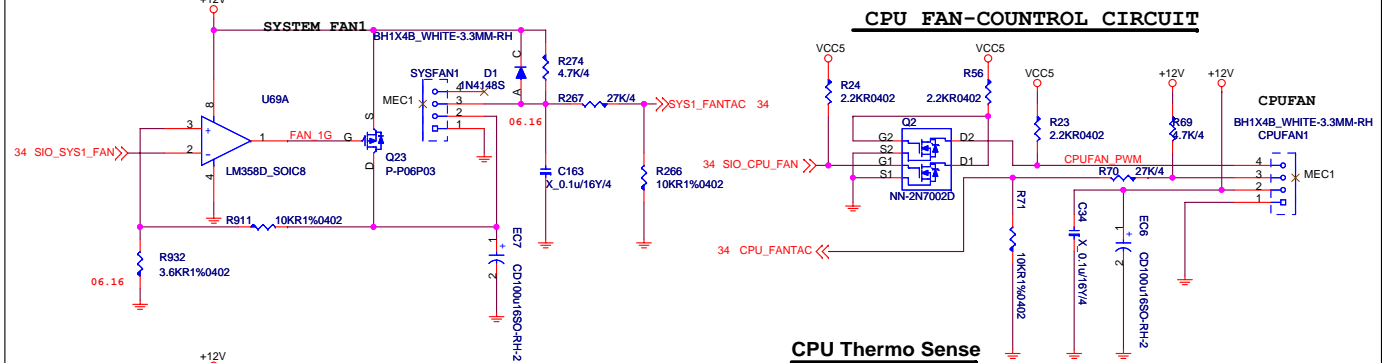 +12V
SYSTEM FAN1
BH1X4B_WHITE-3.3MM-RH
SYSFAN1
D1
1N4148S
MEC1
4
3
2
1
C
A
R274
4.7K/4
R267
27K/4
SYS1_FANTAC 34
06.16
U69A
8
3
+
2
-
1
4
LM358D_SOIC8
34 SIO_SYS1_FAN
FAN_1G
G
S
D
Q23
P-P06P03
C163
X_0.1u/16Y/4
R266
10KR1%0402
R911
10KR1%0402
R932
3.6KR1%0402
06.16
EC7
1
+
2
CD100u16SO-RH-2
+12V
CPU FAN-COUNTROL CIRCUIT
VCC5
R24
2.2KR0402
VCC5
R56
2.2KR0402
VCC5
R23
2.2KR0402
+12V
R69
4.7K/4
+12V
CPUFAN
BH1X4B_WHITE-3.3MM-RH
CPUFAN1
4
3
2
1
MEC1
Q2
G2
S2
G1
S1
D2
D1
NN-2N7002D
34 SIO_CPU_FAN
CPUFAN_PWM
R70
27K/4
34 CPU_FANTAC
R71
10KR1%0402
C34
X_0.1u/16Y/4
EC6
1
+
2
CD100u16SO-RH-2
CPU Thermo Sense